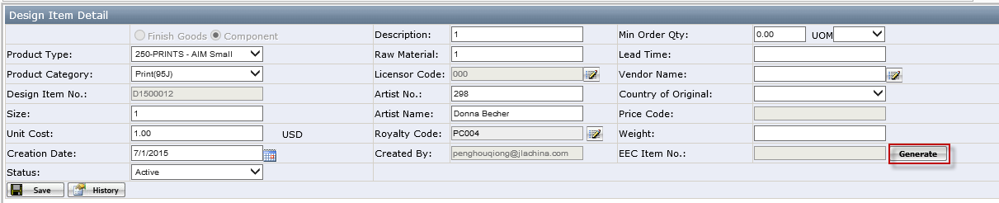 Design Item Detail
Finish Goods Component Description: 1 Min Order Qty: 0.00 UOM
Product Type: 250-PRINTS - AIM Small Raw Material: 1 Lead Time:
Product Category: Print(95J) Licensor Code: 000 Vendor Name:
Design Item No.: D1500012 Artist No.: 298 Country of Original:
Size: 1 Artist Name: Donna Becher Price Code:
Unit Cost: 1.00 USD Royalty Code: PC004 Weight:
Creation Date: 7/1/2015 Created By: penghouqiong@jlachina.com EEC Item No.: Generate
Status: Active
Save History